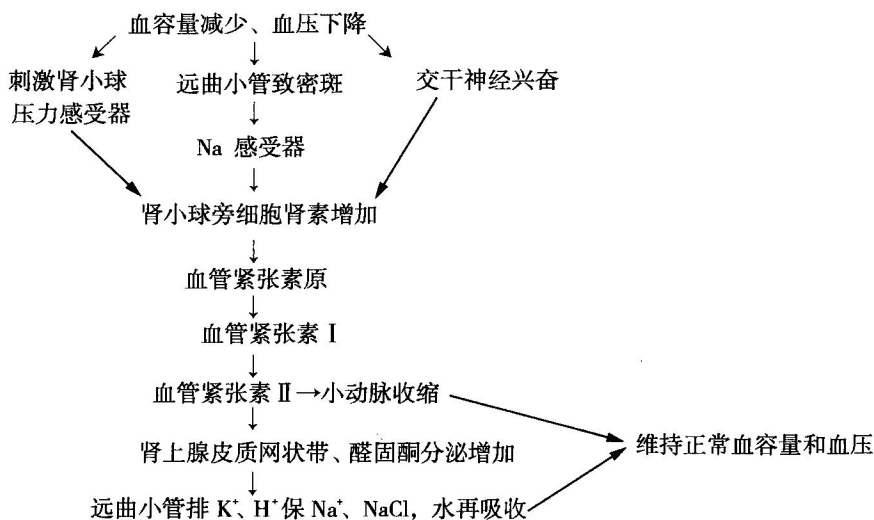 血容量减少、血压下降
刺激肾小球
压力感受器
远曲小管致密斑
交干神经兴奋
Na 感受器
肾小球旁细胞肾素增加
血管紧张素原
血管紧张素Ⅰ
血管紧张素Ⅱ→小动脉收缩
肾上腺皮质网状带、醛固酮分泌增加
维持正常血容量和血压
远曲小管排 K⁺、H⁺保 Na⁺、NaCl，水再吸收